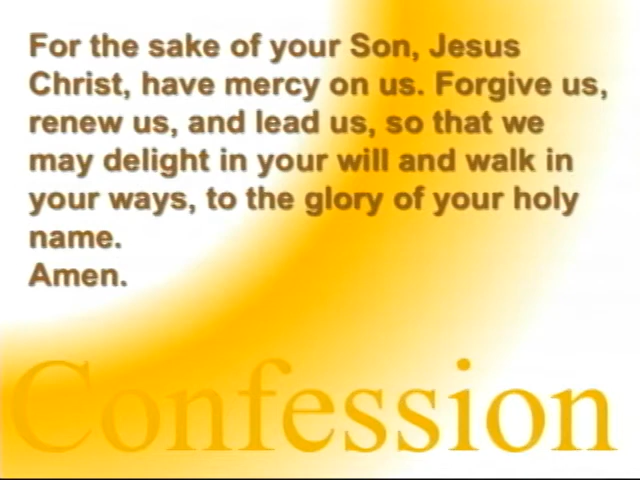 For the sake of your Son, Jesus
Christ, have mercy on us. Forgive us,
renew us, and lead us, so that we
may delight in your will and walk in
your ways, to the glory of your holy
name.
Amen.
Confession